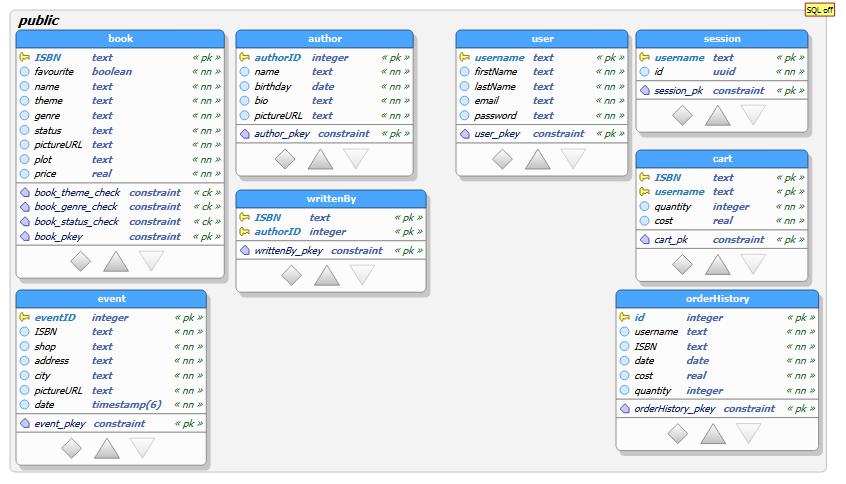 SQL off
public
book
ISBN text « pk »
favourite boolean « nn »
name text « nn »
theme text « nn »
genre text « nn »
status text « nn »
pictureURL text « nn »
plot text « nn »
price real « nn »
book_theme_check constraint « ck »
book_genre_check constraint « ck »
book_status_check constraint « ck »
book_pkey constraint « pk »
author
authorID integer « pk »
name text « nn »
birthday date « nn »
bio text « nn »
pictureURL text « nn »
author_pkey constraint « pk »
user
username text « pk »
firstName text « nn »
lastName text « nn »
email text « nn »
password text « nn »
user_pkey constraint « pk »
session
username text « pk »
id uuid « nn »
session_pk constraint « pk »
cart
ISBN text « pk »
username text « pk »
quantity integer « nn »
cost real « nn »
cart_pk constraint « pk »
writtenBy
ISBN text « pk »
authorID integer « pk »
writtenBy_pkey constraint « pk »
event
eventID integer « pk »
ISBN text « nn »
shop text « nn »
address text « nn »
city text « nn »
pictureURL text « nn »
date timestamp(6) « nn »
event_pkey constraint « pk »
orderHistory
id integer « pk »
username text « nn »
ISBN text « nn »
date date « nn »
cost real « nn »
quantity integer « nn »
orderHistory_pkey constraint « pk »